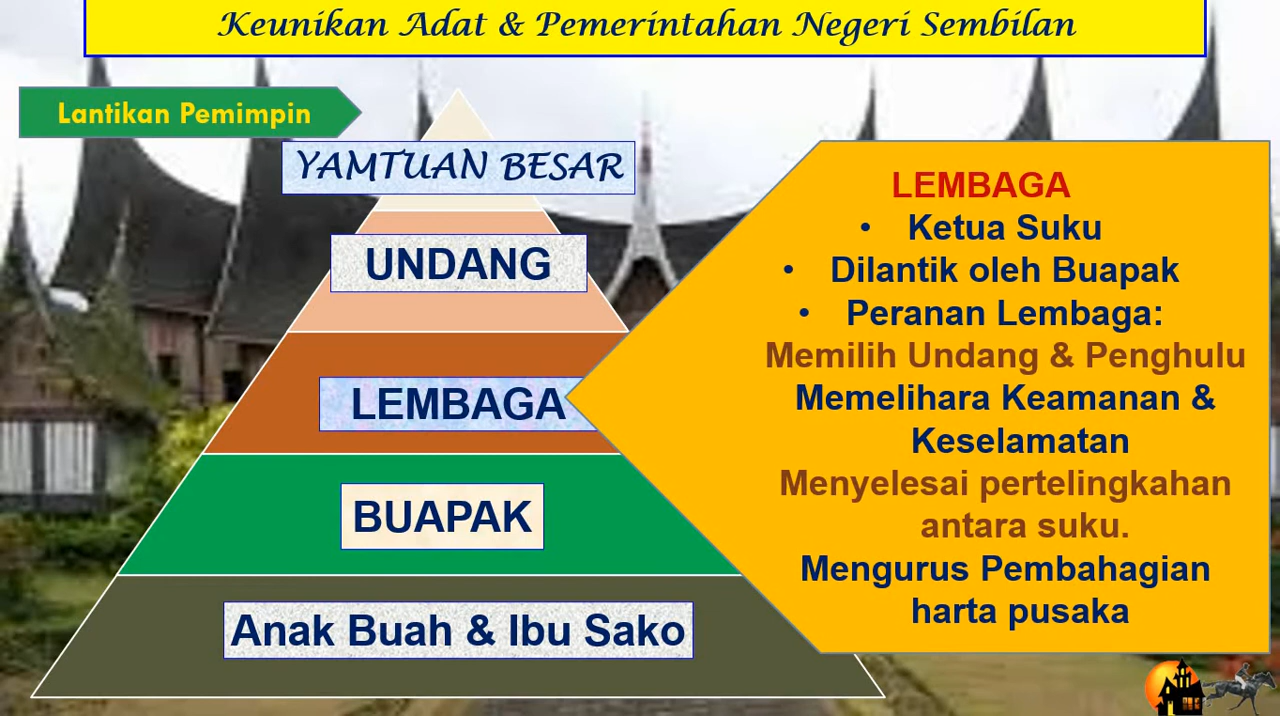 Keunikan Adat & Pemerintahan Negeri Sembilan
Lantikan Pemimpin
YAMTUAN BESAR
UNDANG
LEMBAGA
BUAPAK
Anak Buah & Ibu Sako
LEMBAGA
• Ketua Suku
• Dilantik oleh Buapak
• Peranan Lembaga:
Memilih Undang & Penghulu
Memelihara Keamanan &
Keselamatan
Menyelesai pertelingkahan
antara suku.
Mengurus Pembahagian
harta pusaka